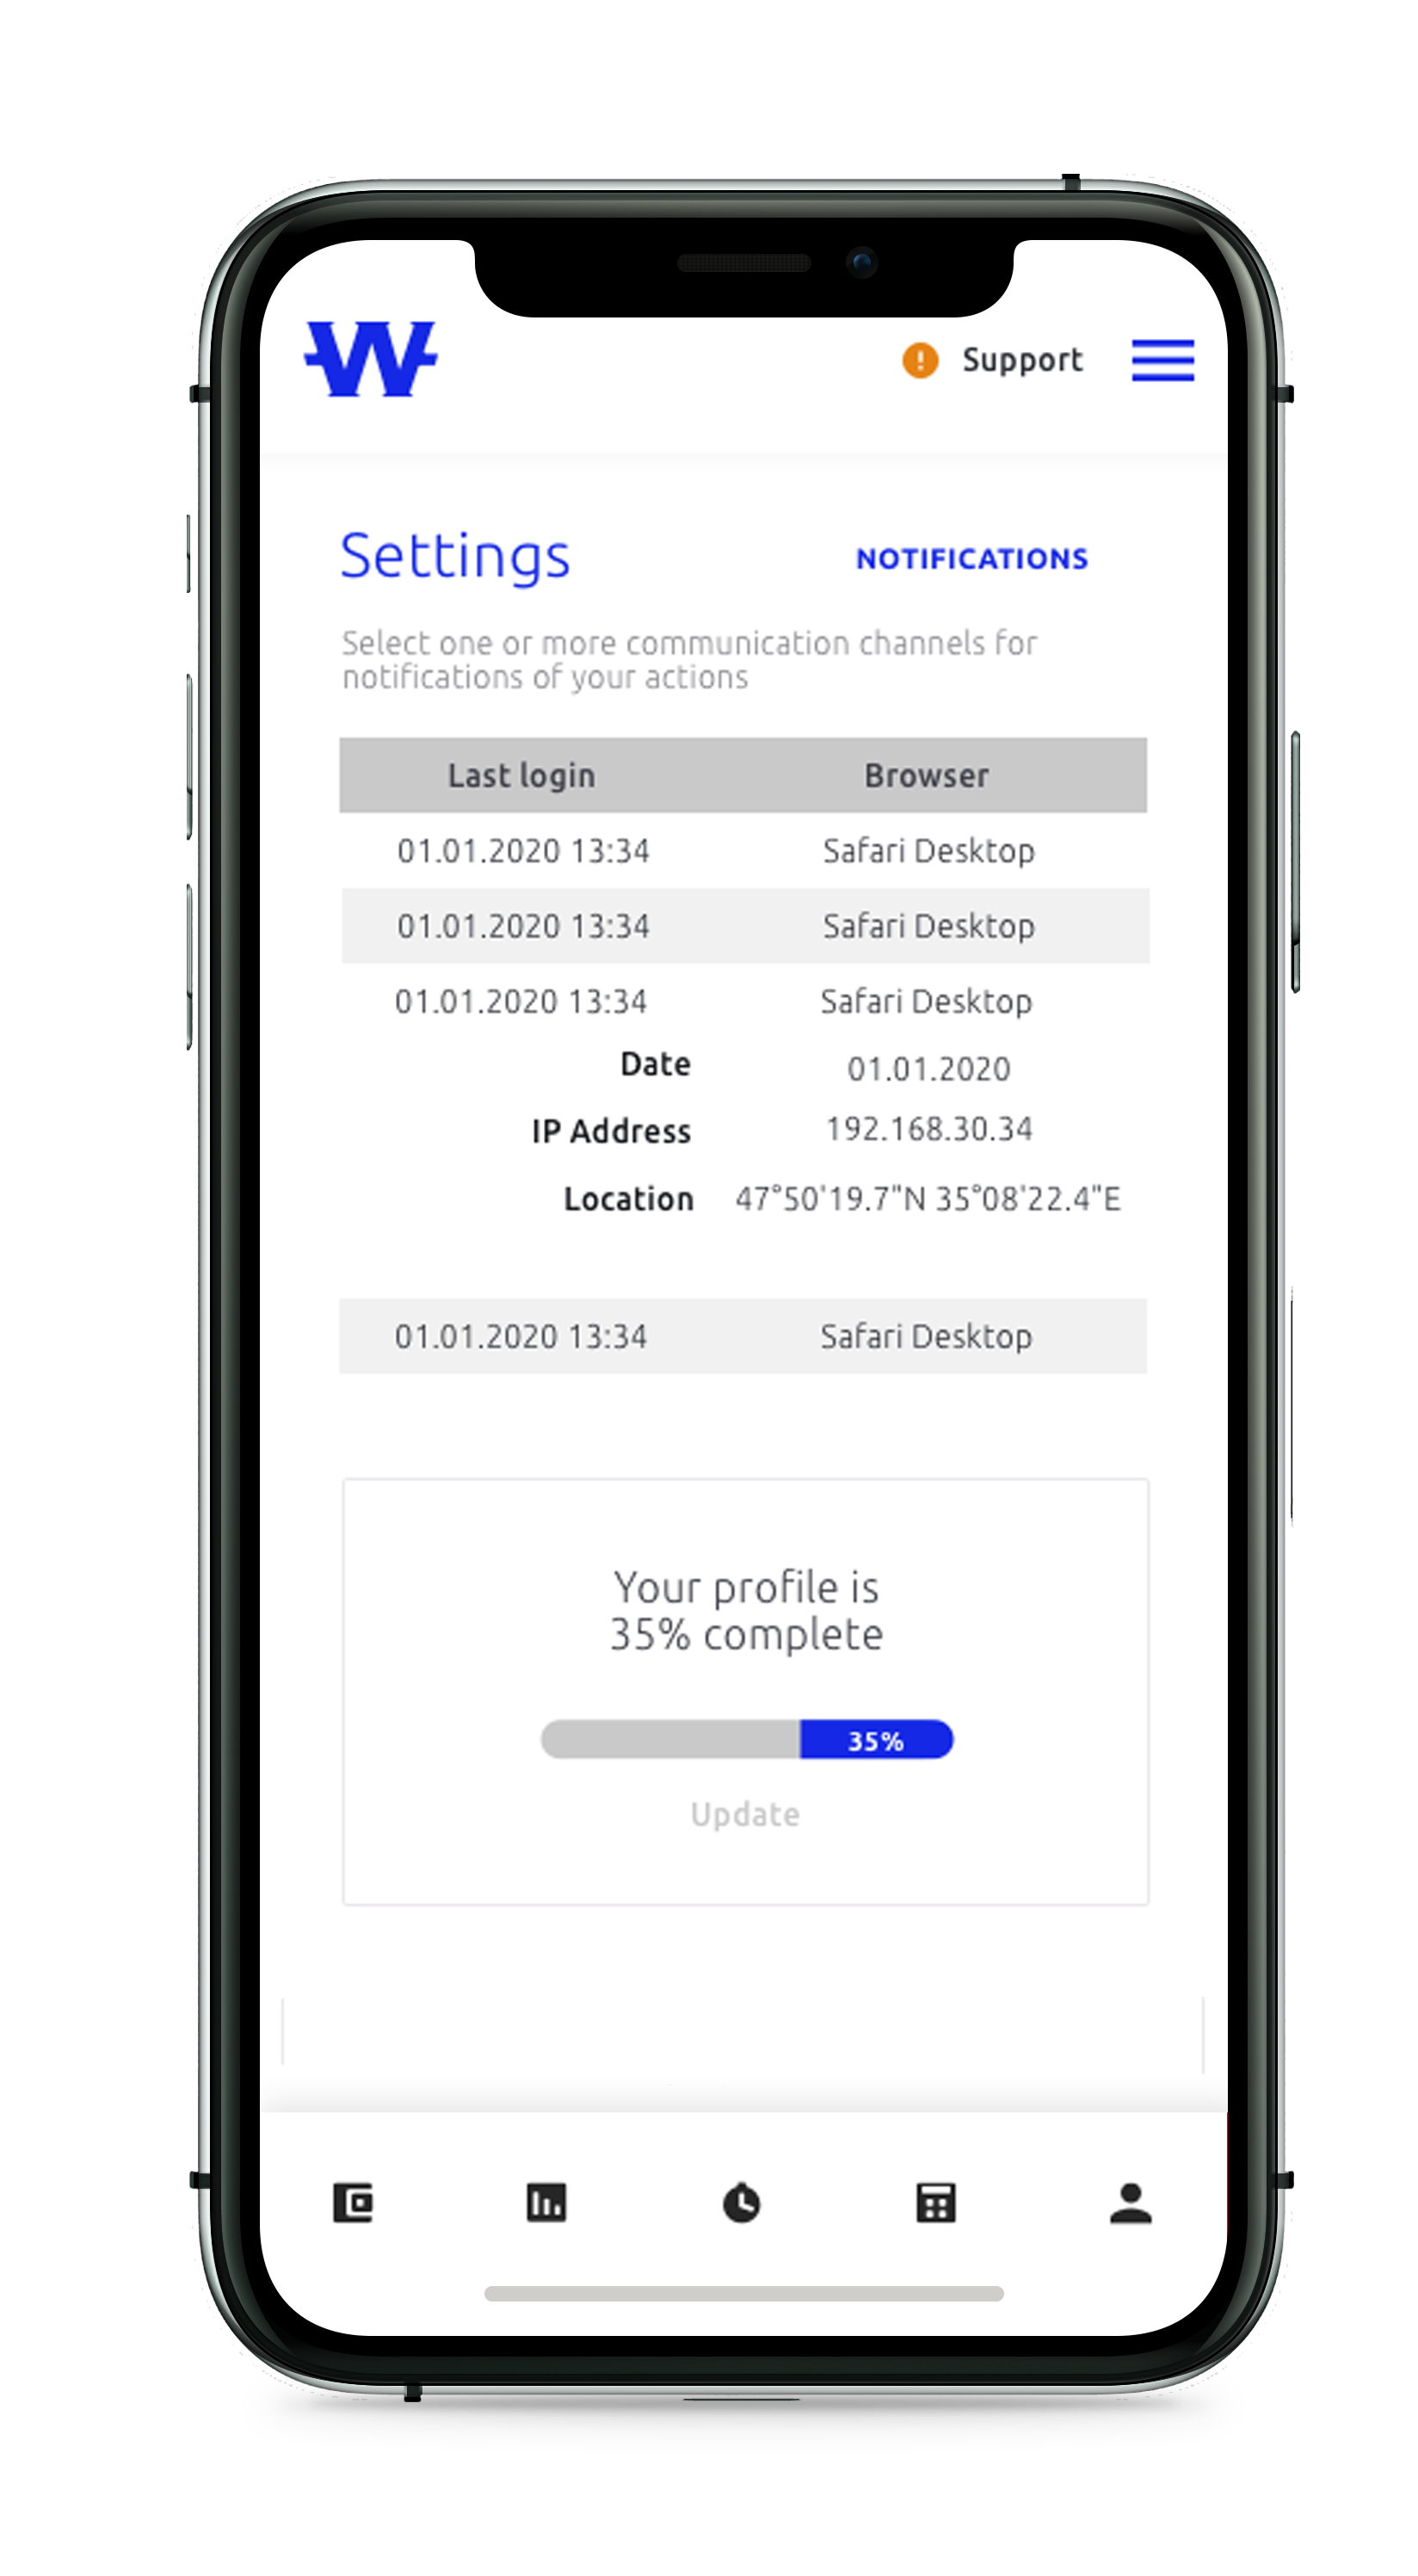 W
Support
Settings
NOTIFICATIONS
Select one or more communication channels for
notifications of your actions
Last login Browser
01.01.2020 13:34 Safari Desktop
01.01.2020 13:34 Safari Desktop
01.01.2020 13:34 Safari Desktop
Date 01.01.2020
IP Address 192.168.30.34
Location 47°50'19.7"N 35°08'22.4"E
01.01.2020 13:34 Safari Desktop
Your profile is
35% complete
35%
Update